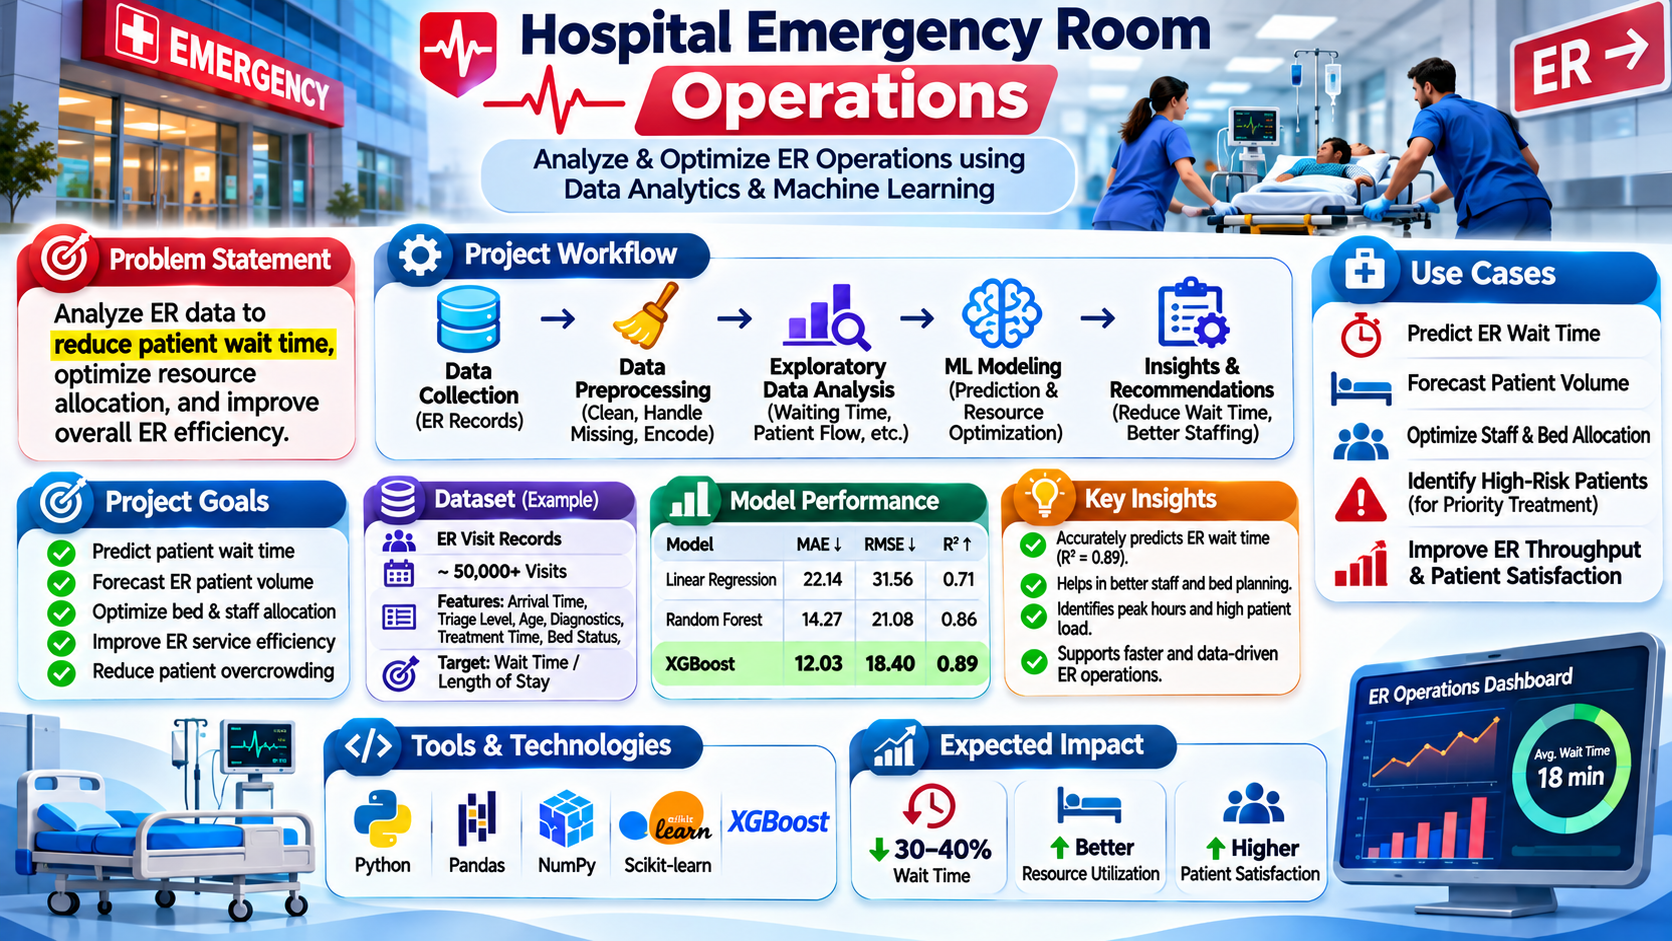 EMERGENCY
Hospital Emergency Room
Operations
Analyze & Optimize ER Operations using
Data Analytics & Machine Learning
ER →
Problem Statement
Analyze ER data to
reduce patient wait time,
optimize resource
allocation, and improve
overall ER efficiency.
Project Workflow
Data
Collection
(ER Records)
Data
Preprocessing
(Clean, Handle
Missing, Encode)
Exploratory
Data Analysis
(Waiting Time,
Patient Flow, etc.)
ML Modeling
(Prediction &
Resource
Optimization)
Insights &
Recommendations
(Reduce Wait Time,
Better Staffing)
Use Cases
Predict ER Wait Time
Forecast Patient Volume
Optimize Staff & Bed Allocation
Identify High-Risk Patients
(for Priority Treatment)
Improve ER Throughput
& Patient Satisfaction
Project Goals
Predict patient wait time
Forecast ER patient volume
Optimize bed & staff allocation
Improve ER service efficiency
Reduce patient overcrowding
Dataset (Example)
ER Visit Records
~ 50,000+ Visits
Features: Arrival Time,
Triage Level, Age, Diagnostics,
Treatment Time, Bed Status,
Target: Wait Time /
Length of Stay
Model Performance
Model MAE ↓ RMSE ↓ R² ↑
Linear Regression 22.14 31.56 0.71
Random Forest 14.27 21.08 0.86
XGBoost 12.03 18.40 0.89
Key Insights
Accurately predicts ER wait time
(R² = 0.89).
Helps in better staff and bed planning.
Identifies peak hours and high patient
load.
Supports faster and data-driven
ER operations.
Tools & Technologies
Python
Pandas
NumPy
learn
Scikit-learn
XGBoost
Expected Impact
↓ 30–40%
Wait Time
↑ Better
Resource Utilization
↑ Higher
Patient Satisfaction
ER Operations Dashboard
Avg. Wait Time
18 min